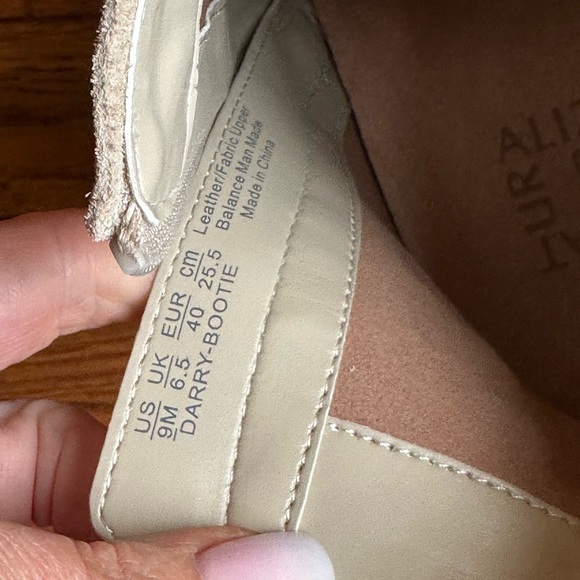 US UK EUR cm
9M 6.5 40 25.5
DARRY-BOOTIE
Leather/Fabric Upper
Balance Man Made
Made in China